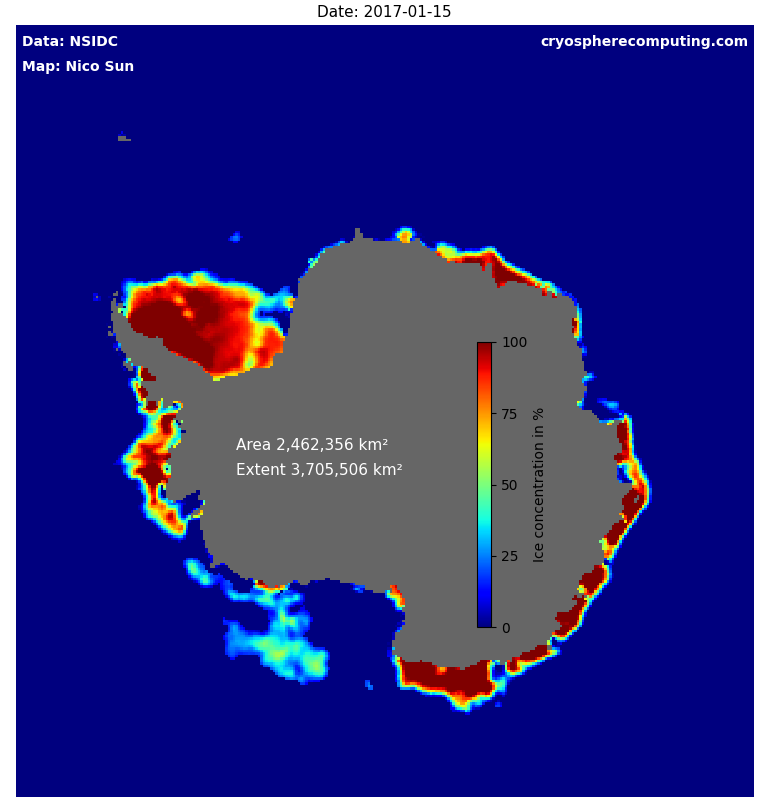 Date: 2017-01-15
Data: NSIDC
cryospherecomputing.com
Map: Nico Sun
Area 2,462,356 km²
Extent 3,705,506 km²
100
75
50
25
0
Ice concentration in %